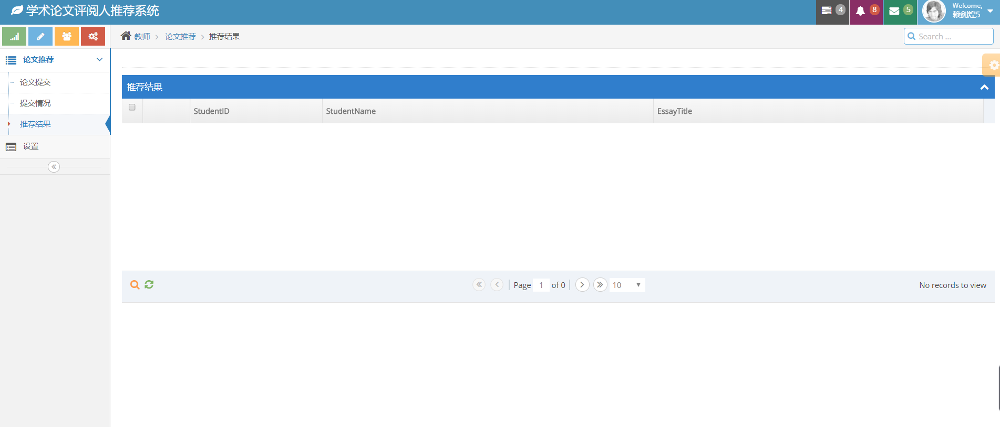 学术论文评阅人推荐系统
4
8
5
Welcome,
赖剑煌5
教师
论文推荐
推荐结果
Search ...
论文推荐
论文提交
提交情况
推荐结果
设置
推荐结果
StudentID
StudentName
EssayTitle
Page 1 of 0
10
No records to view